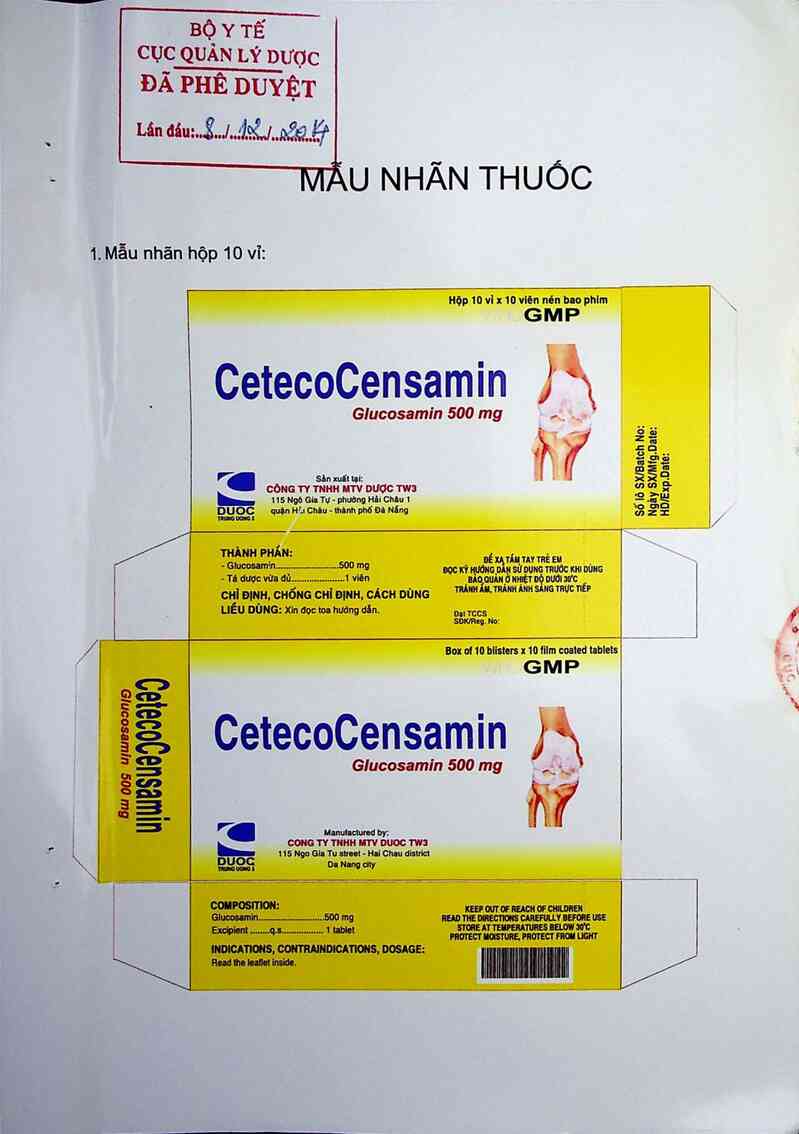 BỘ Y TẾ
CỤC QUẢN LÝ DƯỢC
ĐÃ PHÊ DUYỆT
Lần đầu:...8.../...12.../...2014
MẪU NHÃN THUỐC
1. Mẫu nhãn hộp 10 vỉ:
Hộp 10 vỉ x 10 viên nén bao phim
GMP
CetecoCensamin
Glucosamin 500 mg
Sản xuất tại:
CÔNG TY TNHH MTV DƯỢC TW3
115 Ngô Gia Tự - phường Hải Châu 1
quận Hải Châu - thành phố Đà Nẵng
DUOC
TRUNG UONG 3
Số lô SX/Batch No:
Ngày SX/Mfg.Date:
HD/Exp.Date:
THÀNH PHẦN:
- Glucosamin..........................500 mg
- Tá dược vừa đủ......................1 viên
CHỈ ĐỊNH, CHỐNG CHỈ ĐỊNH, CÁCH DÙNG
LIỀU DÙNG: Xin đọc toa hướng dẫn.
ĐỂ XA TẦM TAY TRẺ EM
ĐỌC KỸ HƯỚNG DẪN SỬ DỤNG TRƯỚC KHI DÙNG
BẢO QUẢN Ở NHIỆT ĐỘ DƯỚI 30°C
TRÁNH ẨM, TRÁNH ÁNH SÁNG TRỰC TIẾP
Đạt TCCS
SDK/Reg. No:
Box of 10 blisters x 10 film coated tablets
GMP
CetecoCensamin
Glucosamin 500 mg
CetecoCensamin
Glucosamin 500 mg
Manufactured by:
CONG TY TNHH MTV DUOC TW3
115 Ngo Gia Tu street - Hai Chau district
Da Nang city
DUOC
TRUNG UONG 3
COMPOSITION:
Glucosamin..........................500 mg
Excipient ........q.s.................. 1 tablet
INDICATIONS, CONTRAINDICATIONS, DOSAGE:
Read the leaflet inside.
KEEP OUT OF REACH OF CHILDREN
READ THE DIRECTIONS CAREFULLY BEFORE USE
STORE AT TEMPERATURES BELOW 30°C
PROTECT MOISTURE, PROTECT FROM LIGHT